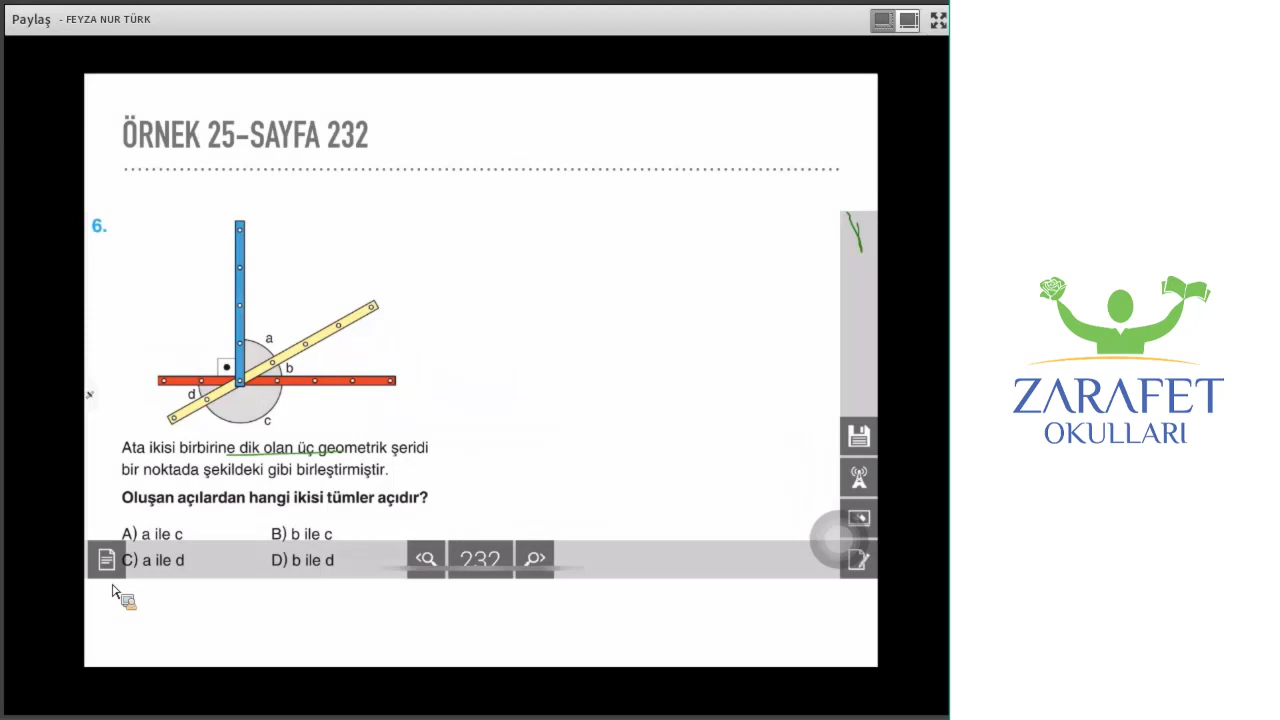 Paylaş - FEYZA NUR TÜRK
ÖRNEK 25-SAYFA 232
6.
a
b
d
c
Ata ikisi birbirine dik olan üç geometrik şeridi
bir noktada şekildeki gibi birleştirmiştir.
Oluşan açılardan hangi ikisi tümler açıdır?
A) a ile c B) b ile c
C) a ile d D) b ile d
232
ZARAFET
OKULLARI